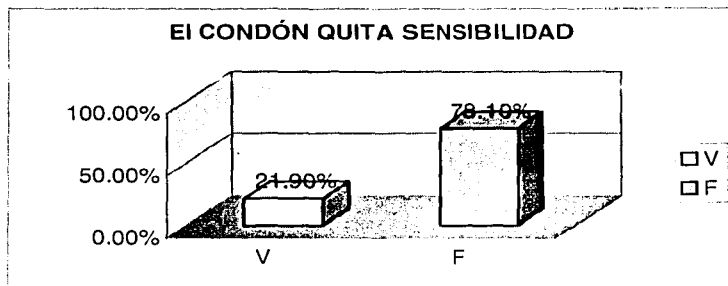 El CONDÓN QUITA SENSIBILIDAD
100.00%
50.00%
0.00%
21.90%
78.10%
V
F
V
F